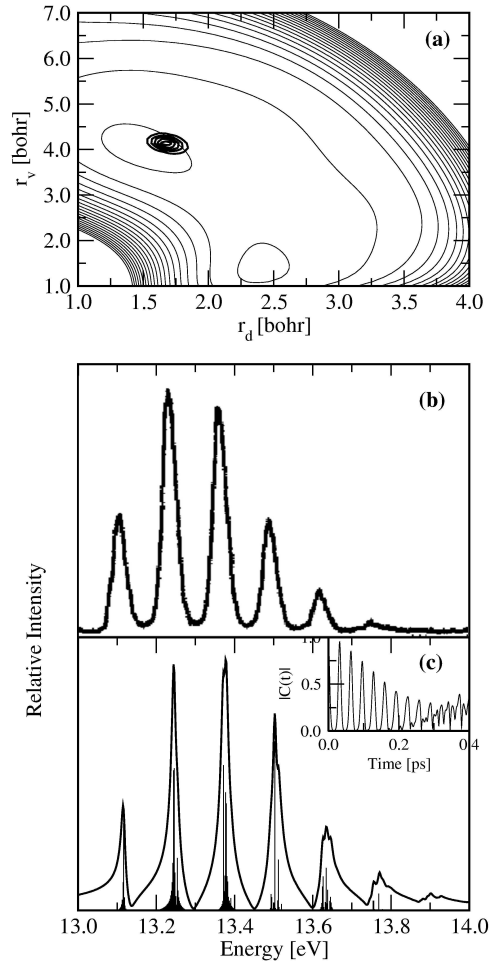 7.0
(a)
6.0
5.0
r_v [bohr]
4.0
3.0
2.0
1.0
1.0 1.5 2.0 2.5 3.0 3.5 4.0
r_d [bohr]
(b)
Relative Intensity
(c)
1.0
|C(t)|
0.5
0.0
0.0 0.2 0.4
Time [ps]
13.0 13.2 13.4 13.6 13.8 14.0
Energy [eV]